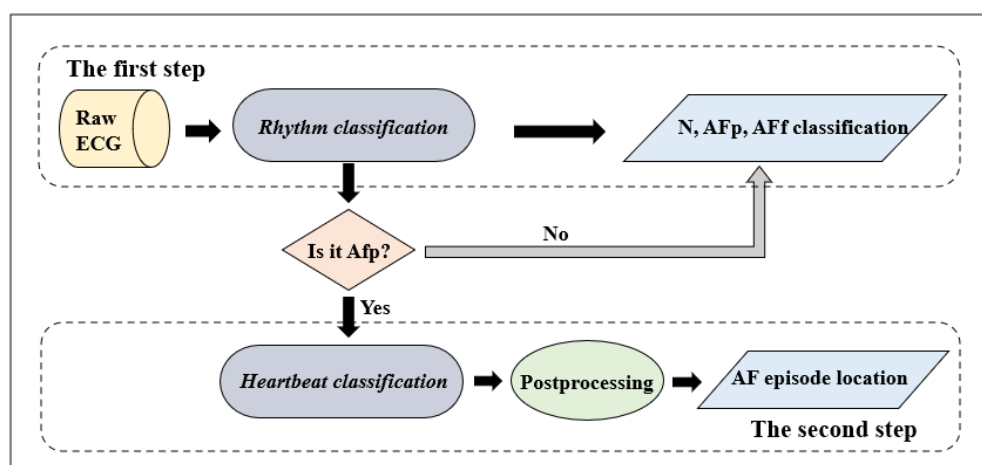 The first step
Raw
ECG
Rhythm classification
N, AFp, AFf classification
Is it Afp?
No
Yes
Heartbeat classification
Postprocessing
AF episode location
The second step